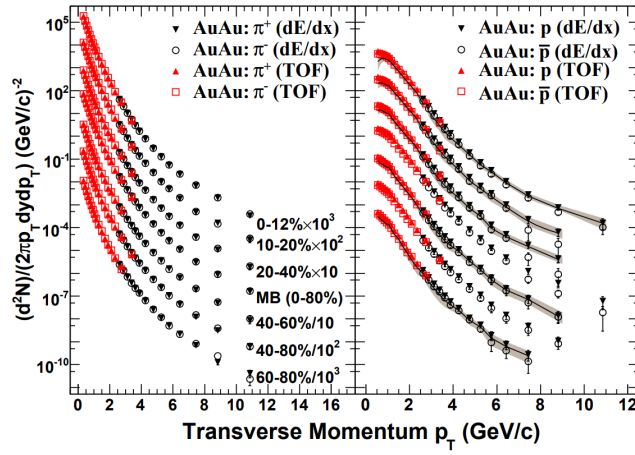 AuAu: π⁺ (dE/dx)
AuAu: π⁻ (dE/dx)
AuAu: π⁺ (TOF)
AuAu: π⁻ (TOF)
AuAu: p (dE/dx)
AuAu: p̅ (dE/dx)
AuAu: p (TOF)
AuAu: p̅ (TOF)
(d²N)/(2πp_T dydp_T) (GeV/c)⁻²
10⁵
10²
10⁻¹
10⁻⁴
10⁻⁷
10⁻¹⁰
0-12%×10³
10-20%×10²
20-40%×10
MB (0-80%)
40-60%/10
40-80%/10²
60-80%/10³
0 2 4 6 8 10 12 14 16
0 2 4 6 8 10 12
Transverse Momentum p_T (GeV/c)